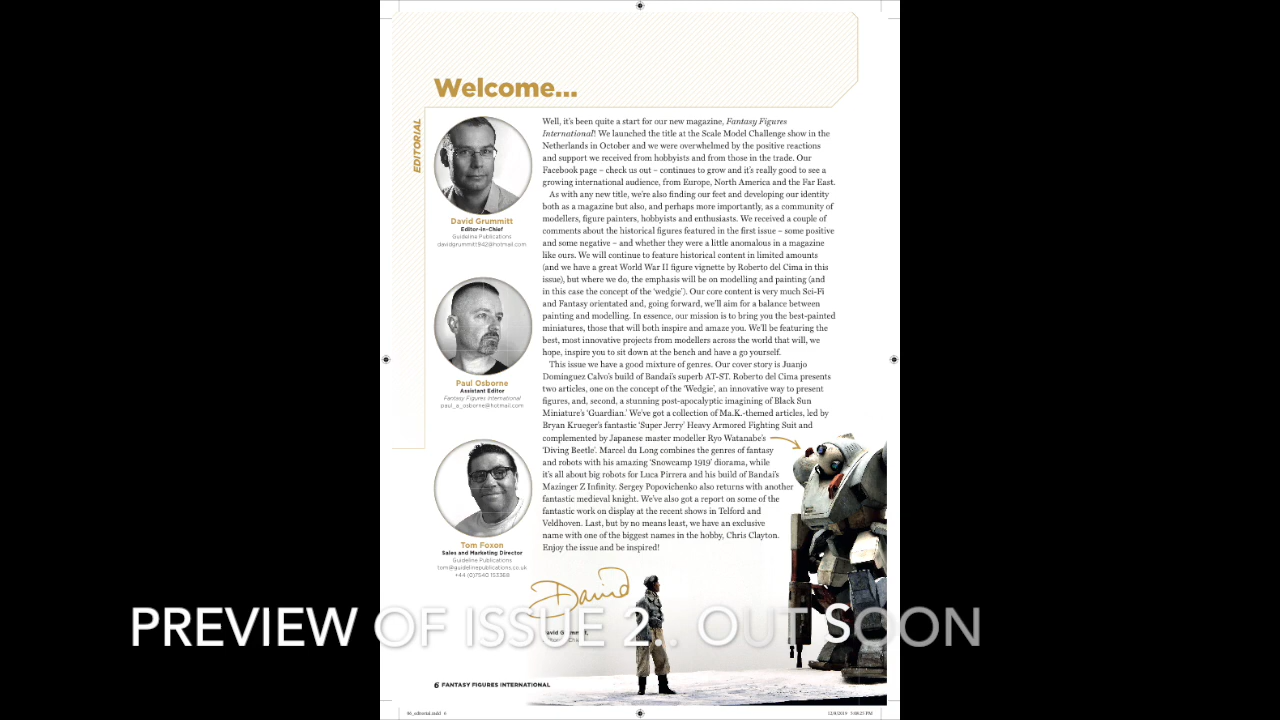 Welcome...
EDITORIAL
David Grummitt
Editor-in-Chief
Guideline Publications
davidgrummitt942@hotmail.com
Paul Osborne
Assistant Editor
Fantasy Figures International
paul_a_osborne@hotmail.com
Tom Foxon
Sales and Marketing Director
Guideline Publications
tom@guidelinepublications.co.uk
+44 (0)7540 153368
Well, it's been quite a start for our new magazine, Fantasy Figures
International! We launched the title at the Scale Model Challenge show in the
Netherlands in October and we were overwhelmed by the positive reactions
and support we received from hobbyists and from those in the trade. Our
Facebook page – check us out – continues to grow and it's really good to see a
growing international audience, from Europe, North America and the Far East.
As with any new title, we're also finding our feet and developing our identity
both as a magazine but also, and perhaps more importantly, as a community of
modellers, figure painters, hobbyists and enthusiasts. We received a couple of
comments about the historical figures featured in the first issue – some positive
and some negative – and whether they were a little anomalous in a magazine
like ours. We will continue to feature historical content in limited amounts
(and we have a great World War II figure vignette by Roberto del Cima in this
issue), but where we do, the emphasis will be on modelling and painting (and
in this case the concept of the 'wedgie'). Our core content is very much Sci-Fi
and Fantasy orientated and, going forward, we'll aim for a balance between
painting and modelling. In essence, our mission is to bring you the best-painted
miniatures, those that will both inspire and amaze you. We'll be featuring the
best, most innovative projects from modellers across the world that will, we
hope, inspire you to sit down at the bench and have a go yourself.
This issue we have a good mixture of genres. Our cover story is Juanjo
Dominguez Calvo's build of Bandai's superb AT-ST. Roberto del Cima presents
two articles, one on the concept of the 'Wedgie', an innovative way to present
figures, and, second, a stunning post-apocalyptic imagining of Black Sun
Miniature's 'Guardian.' We've got a collection of Ma.K.-themed articles, led by
Bryan Krueger's fantastic 'Super Jerry' Heavy Armored Fighting Suit and
complemented by Japanese master modeller Ryo Watanabe's
'Diving Beetle'. Marcel du Long combines the genres of fantasy
and robots with his amazing 'Snowcamp 1919' diorama, while
it's all about big robots for Luca Pirrera and his build of Bandai's
Mazinger Z Infinity. Sergey Popovichenko also returns with another
fantastic medieval knight. We've also got a report on some of the
fantastic work on display at the recent shows in Telford and
Veldhoven. Last, but by no means least, we have an exclusive
name with one of the biggest names in the hobby, Chris Clayton.
Enjoy the issue and be inspired!
David
PREVIEW OF ISSUE 2.. OUT SOON
6 FANTASY FIGURES INTERNATIONAL